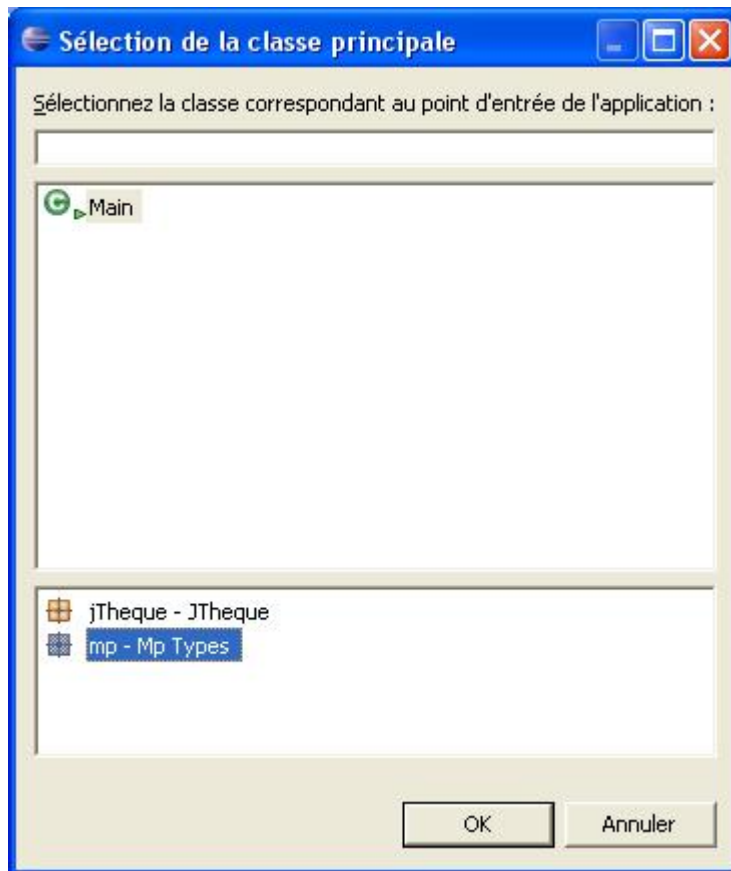 Sélection de la classe principale
Sélectionnez la classe correspondant au point d'entrée de l'application :
Main
jTheque - JTheque
mp - Mp Types
OK Annuler